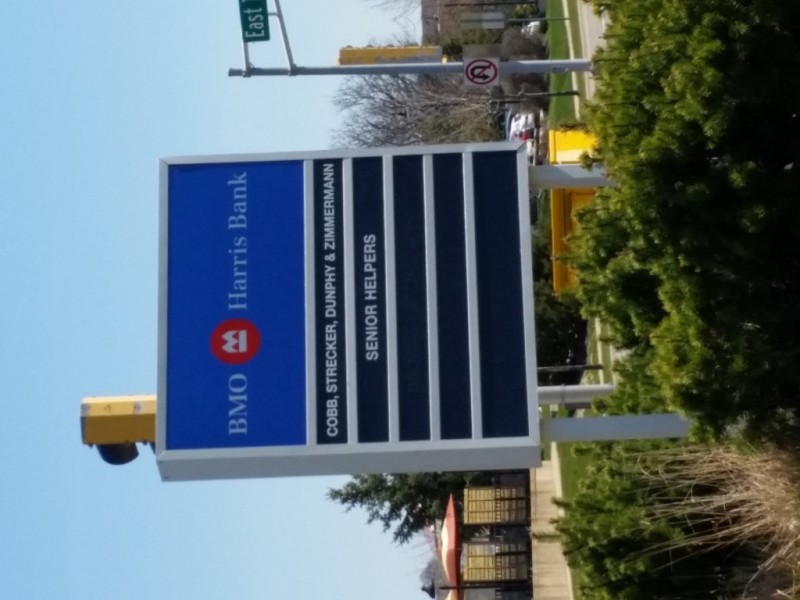 East
BMO Harris Bank
COBB, STRECKER, DUNPHY & ZIMMERMANN
SENIOR HELPERS